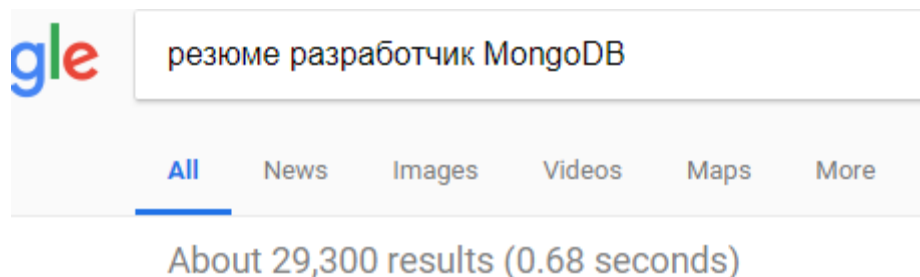 gle резюме разработчик MongoDB
All News Images Videos Maps More
About 29,300 results (0.68 seconds)